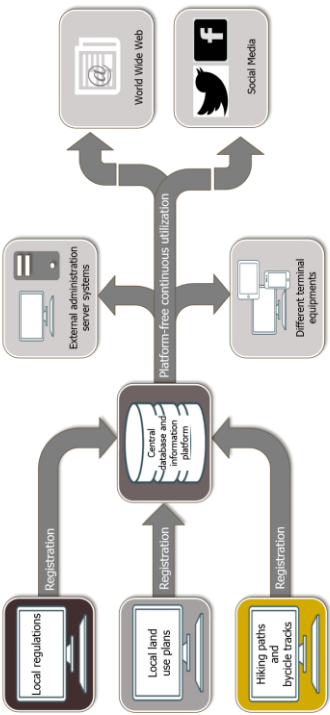 Local regulations
Registration
Local land
use plans
Registration
Hiking paths
and
bycicle tracks
Registration
Central
database and
information
platform
Platform-free continuous utilization
External administration
server systems
Different terminal
equipments
@
World Wide Web
f
Social Media